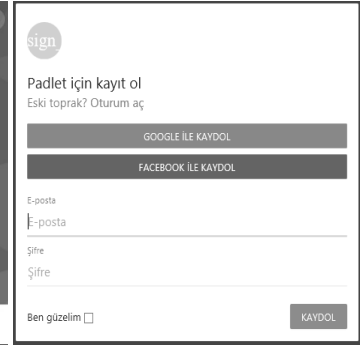 sign
Padlet için kayıt ol
Eski toprak? Oturum aç
GOOGLE İLE KAYDOL
FACEBOOK İLE KAYDOL
E-posta
E-posta
Şifre
Şifre
Ben güzelim
KAYDOL